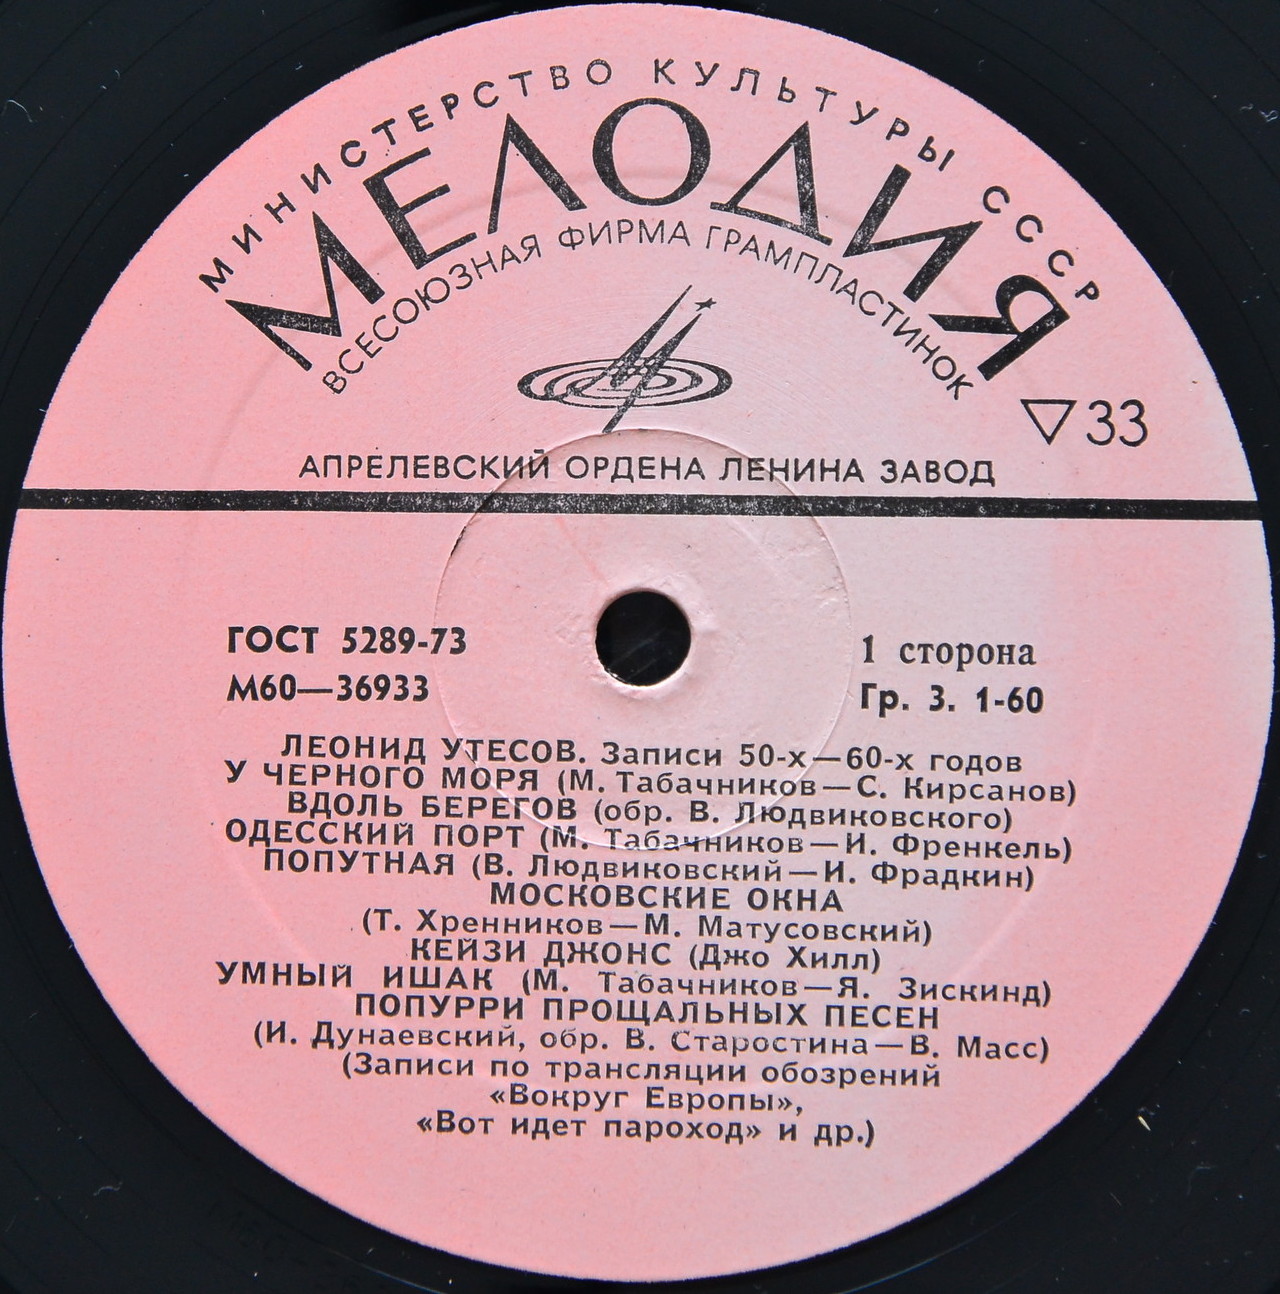 МИНИСТЕРСТВО КУЛЬТУРЫ СССР
МЕЛОДИЯ
ВСЕСОЮЗНАЯ ФИРМА ГРАМПЛАСТИНОК
33
АПРЕЛЕВСКИЙ ОРДЕНА ЛЕНИНА ЗАВОД
ГОСТ 5289-73
М60—36933
1 сторона
Гр. 3. 1-60
ЛЕОНИД УТЕСОВ. Записи 50-х—60-х годов
У ЧЕРНОГО МОРЯ (М. Табачников—С. Кирсанов)
ВДОЛЬ БЕРЕГОВ (обр. В. Людвиковского)
ОДЕССКИЙ ПОРТ (М. Табачников—И. Френкель)
ПОПУТНАЯ (В. Людвиковский—И. Фрадкин)
МОСКОВСКИЕ ОКНА
(Т. Хренников—М. Матусовский)
КЕЙЗИ ДЖОНС (Джо Хилл)
УМНЫЙ ИШАК (М. Табачников—Я. Зискинд)
ПОПУРРИ ПРОЩАЛЬНЫХ ПЕСЕН
(И. Дунаевский, обр. В. Старостина—В. Масс)
(Записи по трансляции обозрений
«Вокруг Европы»,
«Вот идет пароход» и др.)